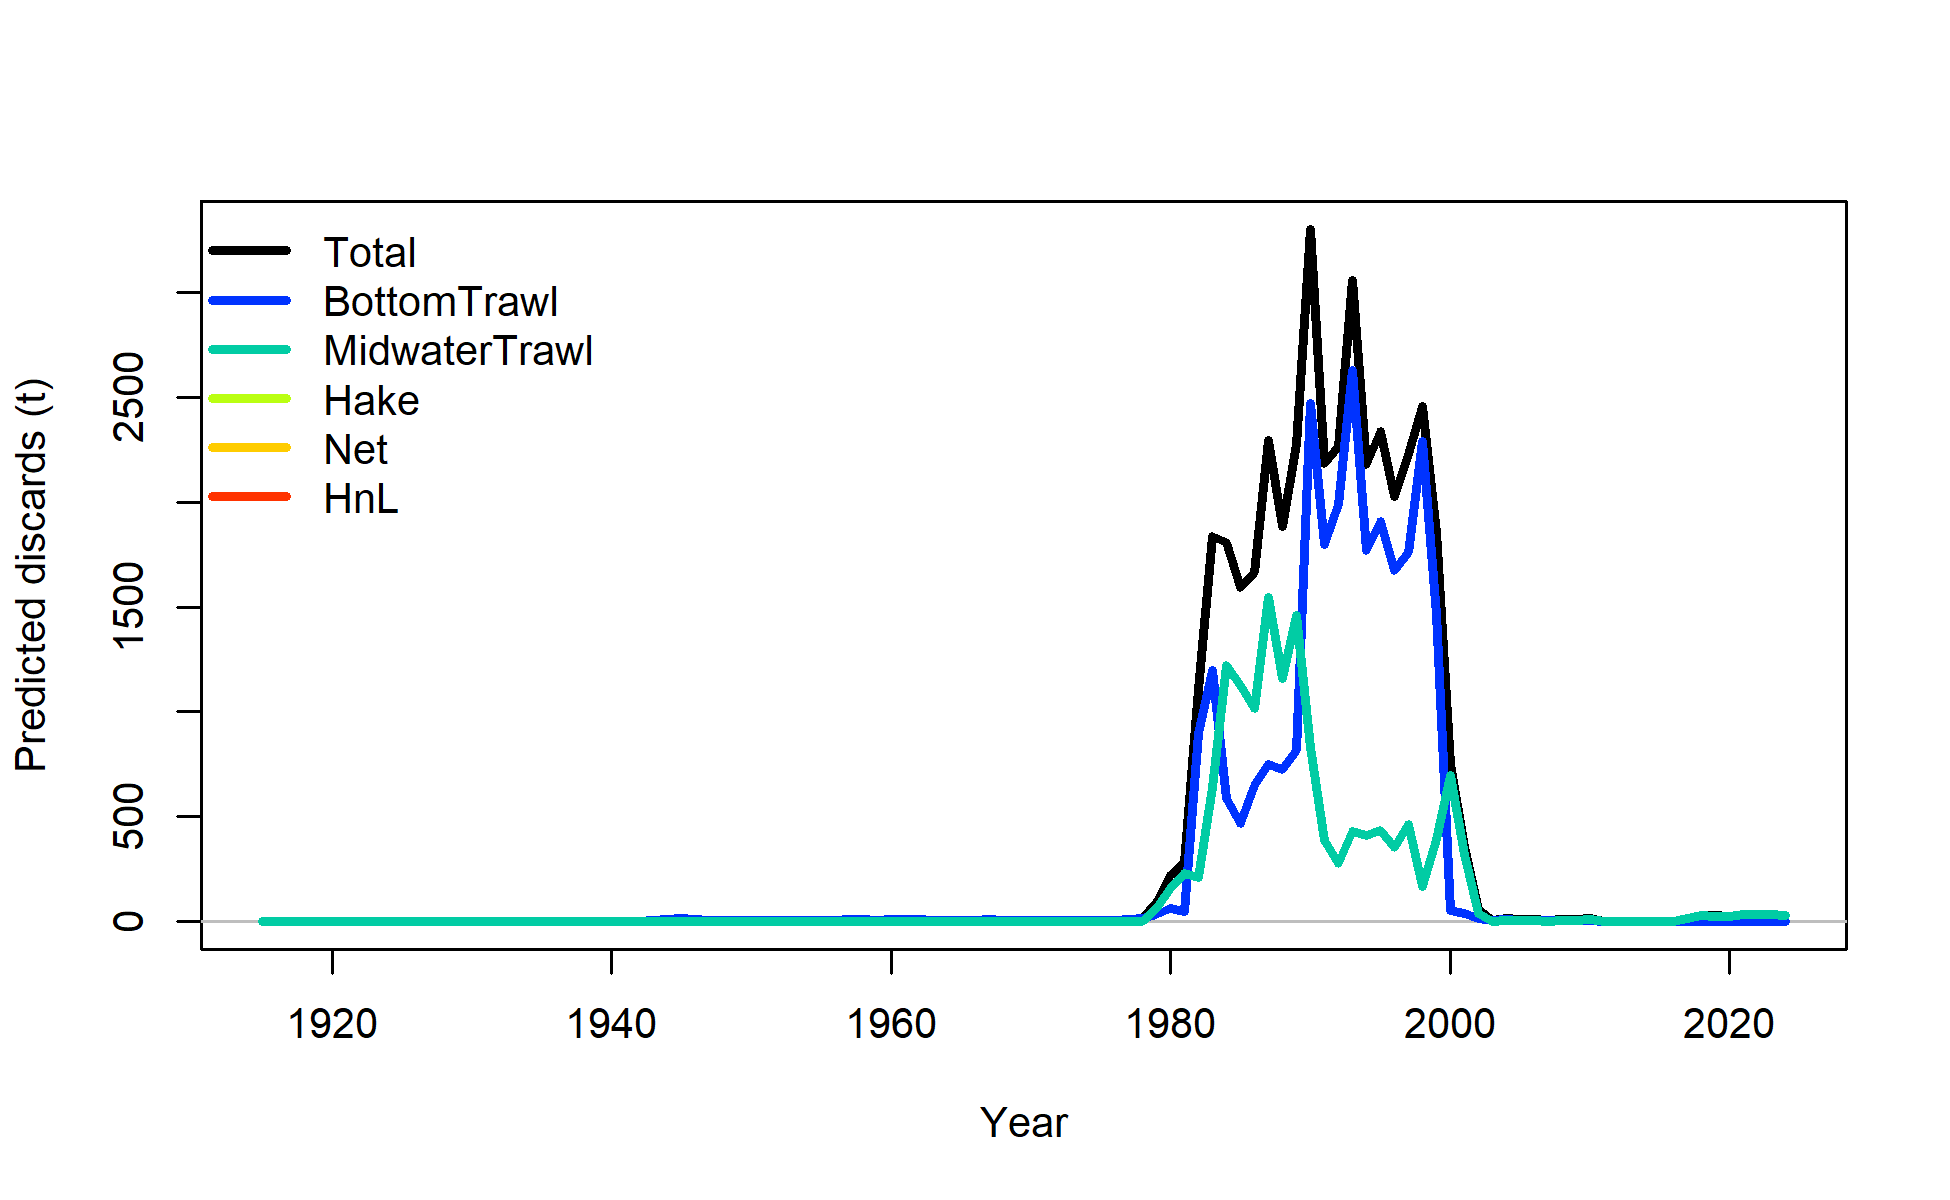 Total
BottomTrawl
MidwaterTrawl
Hake
Net
HnL
Predicted discards (t)
2500
1500
500
0
1920 1940 1960 1980 2000 2020
Year